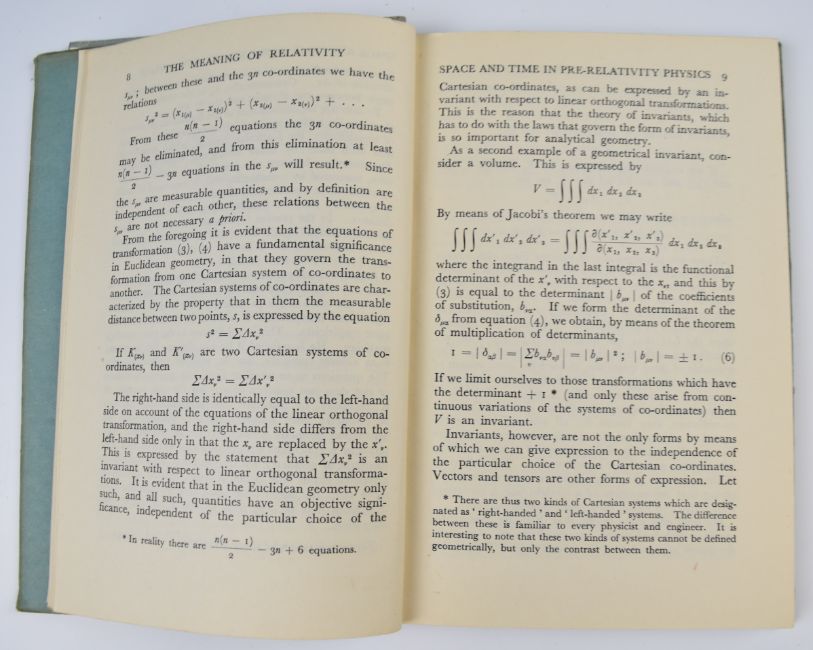 8 THE MEANING OF RELATIVITY
s_μν; between these and the 3n co-ordinates we have the
relations
s_μν² = (x₁₍μ₎ − x₁₍ν₎)² + (x₂₍μ₎ − x₂₍ν₎)² + . . .
From these n(n − 1)/2 equations the 3n co-ordinates
may be eliminated, and from this elimination at least
n(n − 1)/2 − 3n equations in the s_μν will result.* Since
the s_μν are measurable quantities, and by definition are
independent of each other, these relations between the
s_μν are not necessary a priori.
From the foregoing it is evident that the equations of
transformation (3), (4) have a fundamental significance
in Euclidean geometry, in that they govern the trans-
formation from one Cartesian system of co-ordinates to
another. The Cartesian systems of co-ordinates are char-
acterized by the property that in them the measurable
distance between two points, s, is expressed by the equation
s² = ΣΔx_ν²
If K₍xν₎ and K′₍xν₎ are two Cartesian systems of co-
ordinates, then
ΣΔx_ν² = ΣΔx′_ν²
The right-hand side is identically equal to the left-hand
side on account of the equations of the linear orthogonal
transformation, and the right-hand side differs from the
left-hand side only in that the x_ν are replaced by the x′_ν.
This is expressed by the statement that ΣΔx_ν² is an
invariant with respect to linear orthogonal transforma-
tions. It is evident that in the Euclidean geometry only
such, and all such, quantities have an objective signi-
ficance, independent of the particular choice of the
* In reality there are n(n − 1)/2 − 3n + 6 equations.
SPACE AND TIME IN PRE-RELATIVITY PHYSICS 9
Cartesian co-ordinates, as can be expressed by an in-
variant with respect to linear orthogonal transformations.
This is the reason that the theory of invariants, which
has to do with the laws that govern the form of invariants,
is so important for analytical geometry.
As a second example of a geometrical invariant, con-
sider a volume. This is expressed by
V = ∫∫∫ dx₁ dx₂ dx₃
By means of Jacobi's theorem we may write
∫∫∫ dx′₁ dx′₂ dx′₃ = ∫∫∫ ∂(x′₁, x′₂, x′₃)/∂(x₁, x₂, x₃) dx₁ dx₂ dx₃
where the integrand in the last integral is the functional
determinant of the x′_ν with respect to the x_ν, and this by
(3) is equal to the determinant | b_μν | of the coefficients
of substitution, b_να. If we form the determinant of the
δ_μα from equation (4), we obtain, by means of the theorem
of multiplication of determinants,
1 = | δ_αβ | = | Σ_ν b_να b_νβ | = | b_μν |²; | b_μν | = ± 1. (6)
If we limit ourselves to those transformations which have
the determinant + 1 * (and only these arise from con-
tinuous variations of the systems of co-ordinates) then
V is an invariant.
Invariants, however, are not the only forms by means
of which we can give expression to the independence of
the particular choice of the Cartesian co-ordinates.
Vectors and tensors are other forms of expression. Let
* There are thus two kinds of Cartesian systems which are desig-
nated as ' right-handed ' and ' left-handed ' systems. The difference
between these is familiar to every physicist and engineer. It is
interesting to note that these two kinds of systems cannot be defined
geometrically, but only the contrast between them.